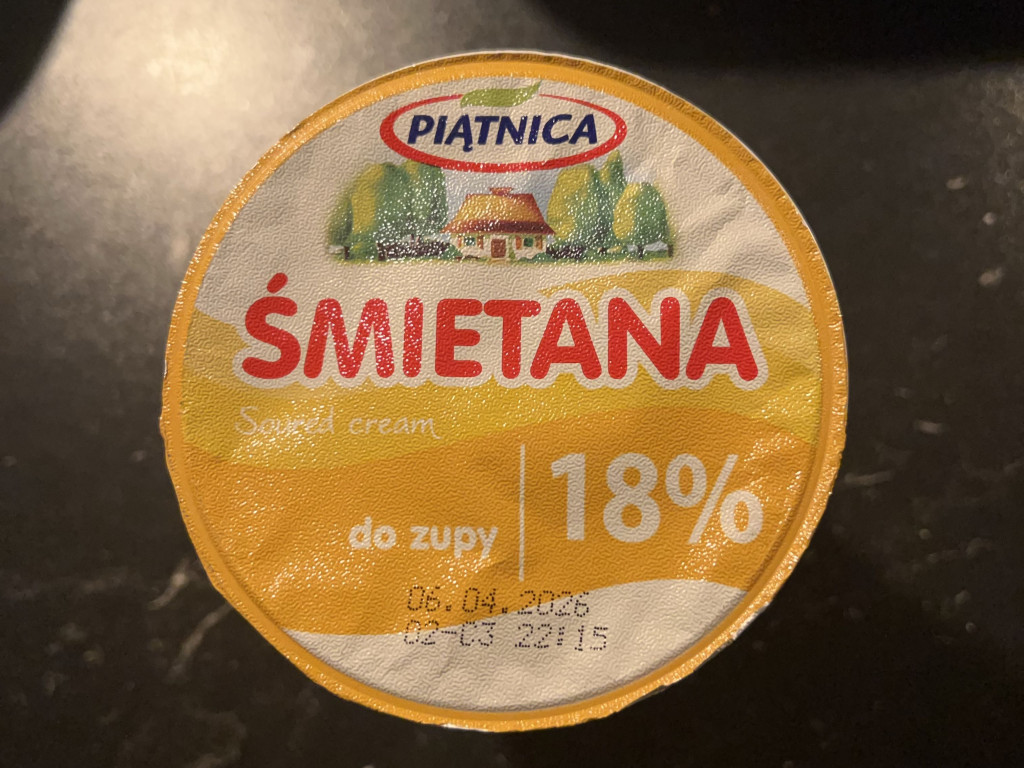 PIĄTNICA
ŚMIETANA
Soured cream
do zupy
18%
06.04.2026
02-03 22:15